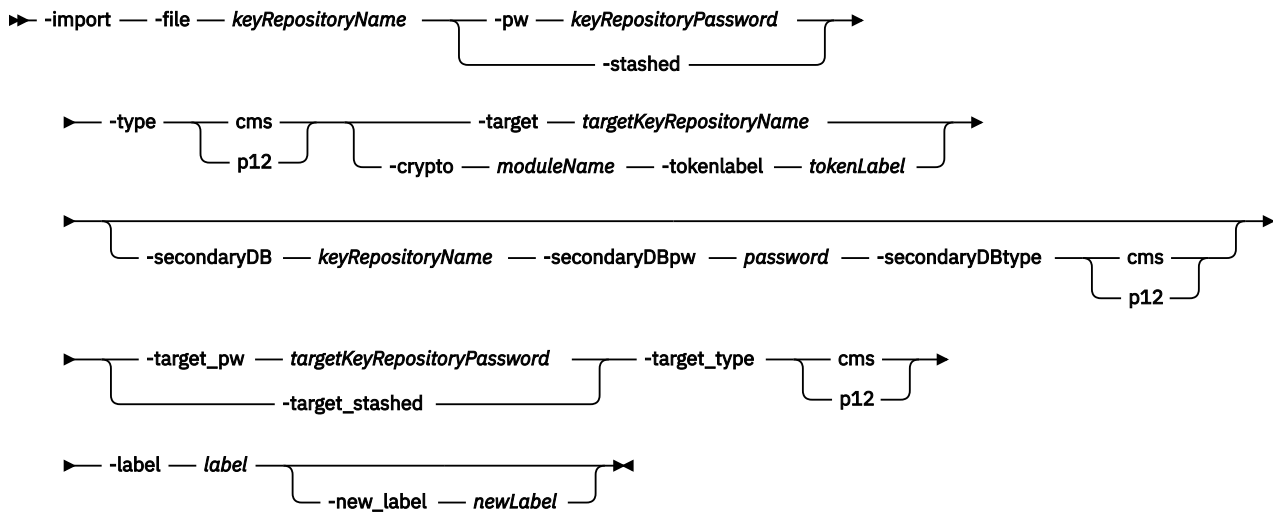 -import -file keyRepositoryName -pw keyRepositoryPassword
-stashed
-type cms -target targetKeyRepositoryName
p12 -crypto moduleName -tokenlabel tokenLabel
-secondaryDB keyRepositoryName -secondaryDBpw password -secondaryDBtype cms
p12
-target_pw targetKeyRepositoryPassword -target_type cms
-target_stashed p12
-label label
-new_label newLabel